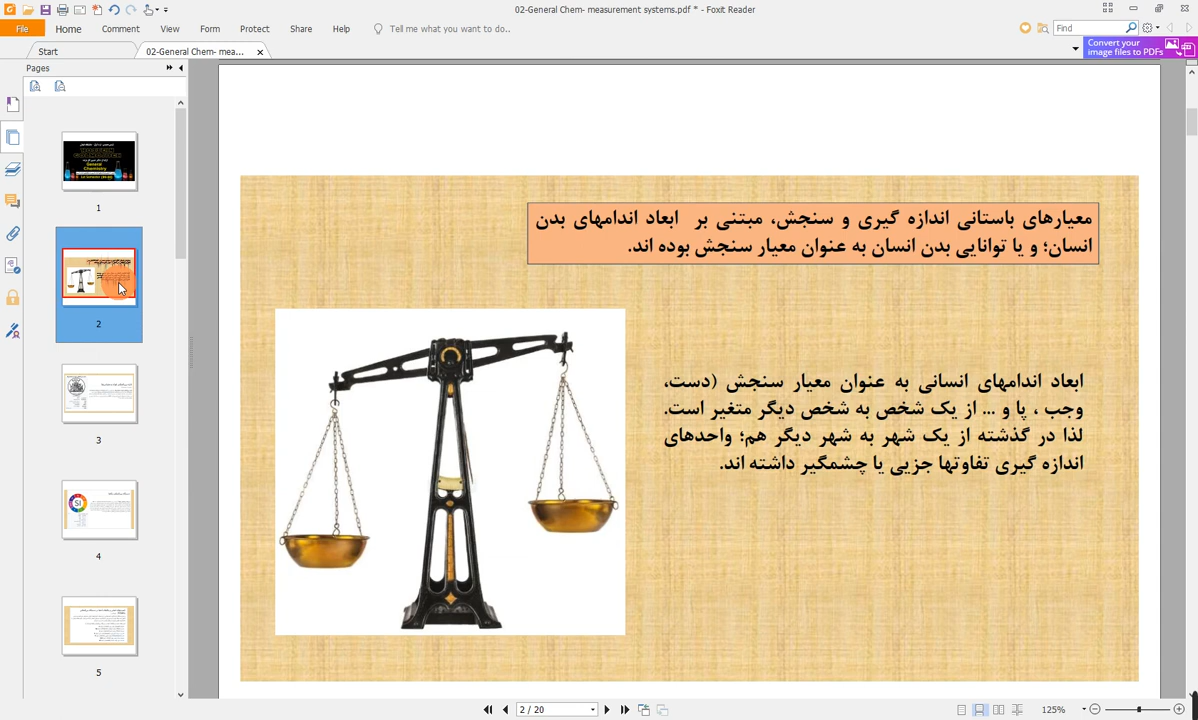 02-General Chem- measurement systems.pdf * - Foxit Reader
File Home Comment View Form Protect Share Help Tell me what you want to do..
Find
Start
02-General Chem- mea...
Convert your
image files to PDFs
Pages
General
Chemistry
1
2
3
SI
4
5
معیارهای باستانی اندازه گیری و سنجش، مبتنی بر ابعاد اندامهای بدن
انسان؛ و یا توانایی بدن انسان به عنوان معیار سنجش بوده اند.
ابعاد اندامهای انسانی به عنوان معیار سنجش (دست،
وجب ، پا و ... از یک شخص به شخص دیگر متغیر است.
لذا در گذشته از یک شهر به شهر دیگر هم؛ واحدهای
اندازه گیری تفاوتها جزیی یا چشمگیر داشته اند.
2 / 20
125%